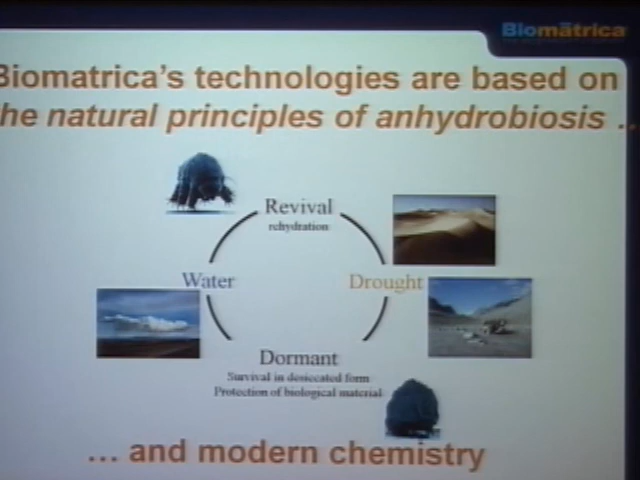 Biomatrica
Biomatrica's technologies are based on
he natural principles of anhydrobiosis ..
Revival
rehydration
Water
Drought
Dormant
Survival in desiccated form
Protection of biological material
... and modern chemistry